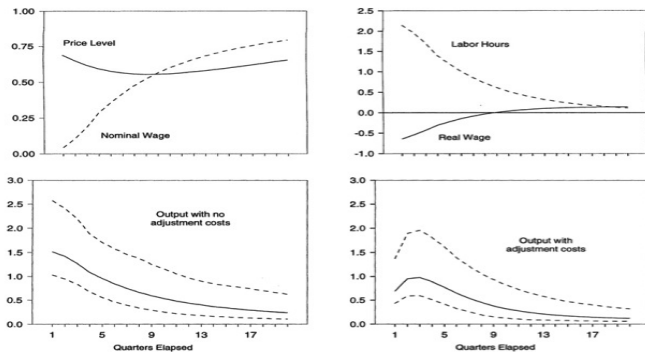 1.00
0.75
0.50
0.25
0.00
Price Level
Nominal Wage
2.5
2.0
1.5
1.0
0.5
0.0
-0.5
-1.0
Labor Hours
Real Wage
3.0
2.5
2.0
1.5
1.0
0.5
0.0
Output with no
adjustment costs
1 5 9 13 17
Quarters Elapsed
3.0
2.5
2.0
1.5
1.0
0.5
0.0
Output with
adjustment costs
1 5 9 13 17
Quarters Elapsed